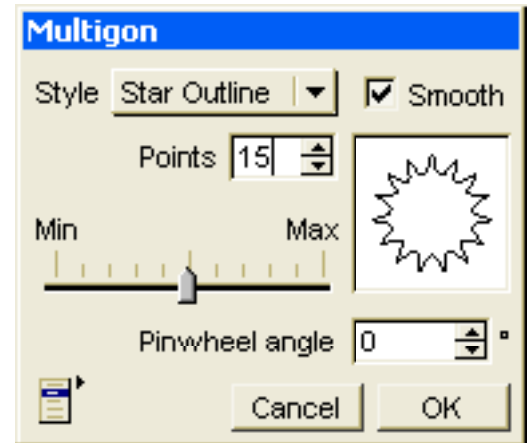 Multigon
Style Star Outline Smooth
Points 15
Min Max
Pinwheel angle 0 °
Cancel OK